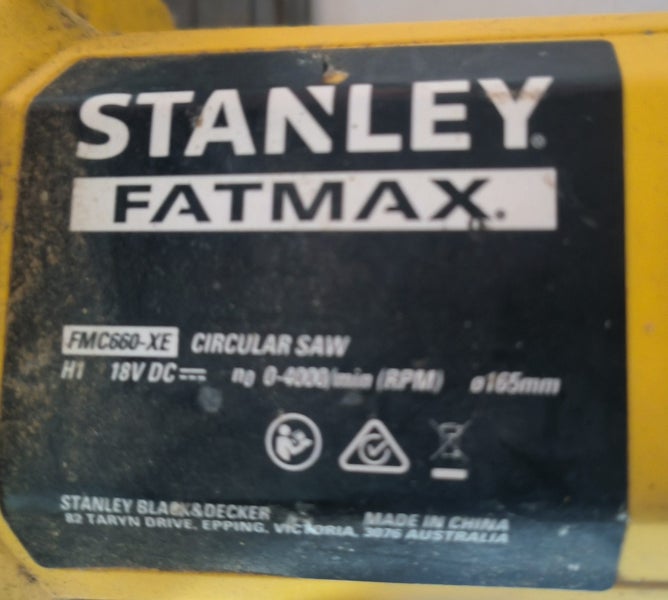 STANLEY®
FATMAX®
FMC660-XE CIRCULAR SAW
H1 18V DC n0 0-4000/min (RPM) ø165mm
STANLEY BLACK&DECKER MADE IN CHINA
82 TARYN DRIVE, EPPING, VICTORIA, 3076 AUSTRALIA